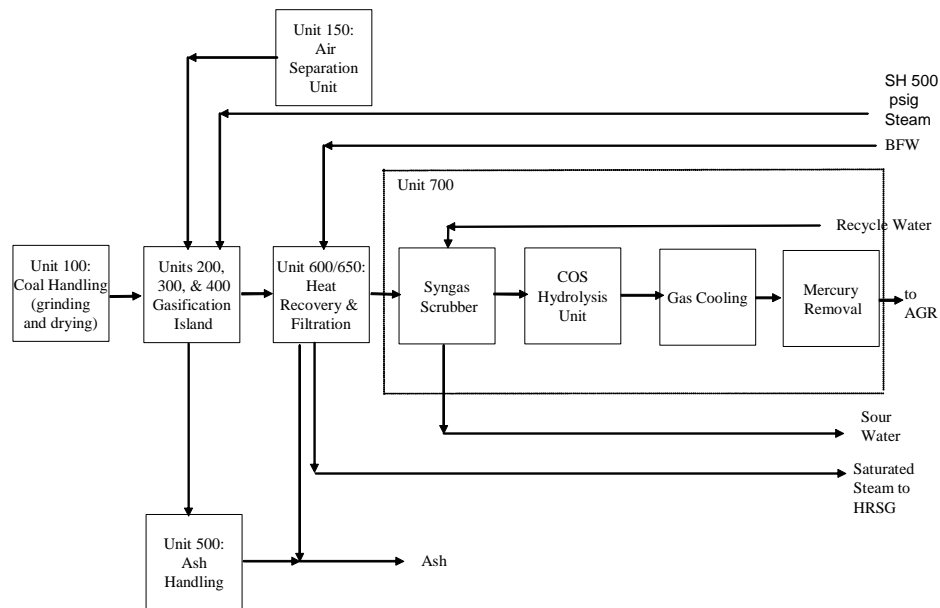 Unit 150:
Air
Separation
Unit
SH 500
psig
Steam
BFW
Unit 700
Recycle Water
Unit 100:
Coal Handling
(grinding
and drying)
Units 200,
300, & 400
Gasification
Island
Unit 600/650:
Heat
Recovery &
Filtration
Syngas
Scrubber
COS
Hydrolysis
Unit
Gas Cooling
Mercury
Removal
to
AGR
Sour
Water
Saturated
Steam to
HRSG
Unit 500:
Ash
Handling
Ash